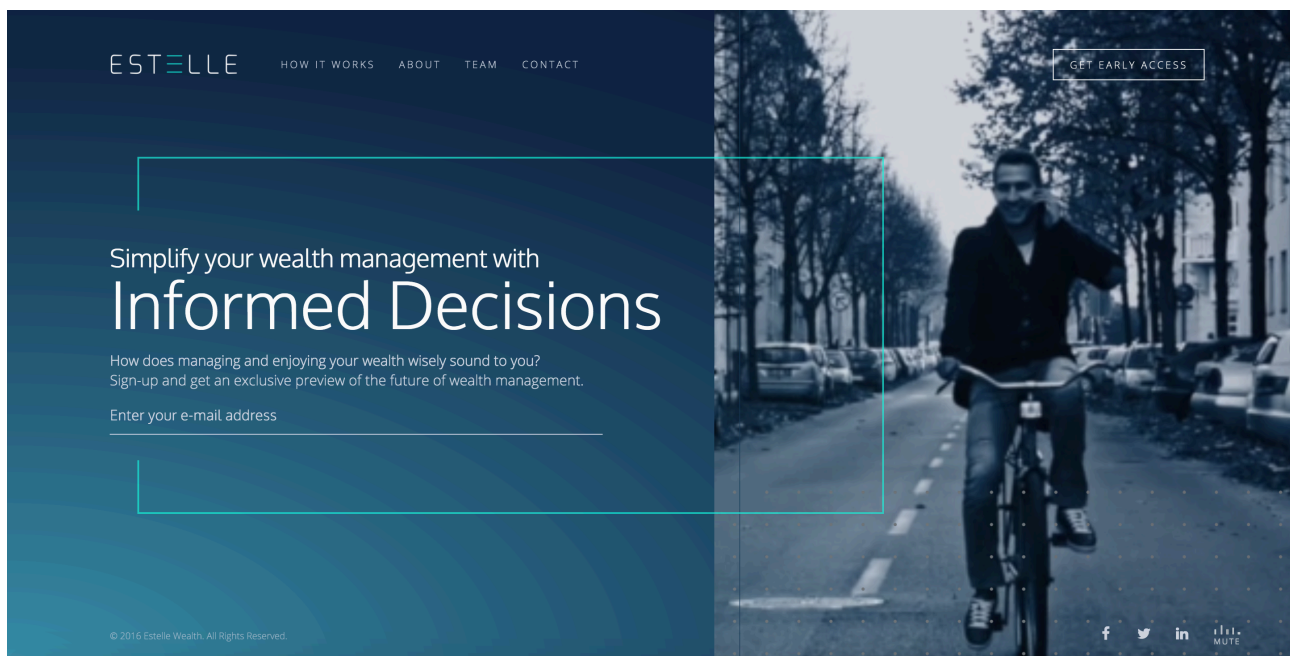 ESTELLE
HOW IT WORKS ABOUT TEAM CONTACT
GET EARLY ACCESS
Simplify your wealth management with
Informed Decisions
How does managing and enjoying your wealth wisely sound to you?
Sign-up and get an exclusive preview of the future of wealth management.
Enter your e-mail address
© 2016 Estelle Wealth. All Rights Reserved.
MUTE